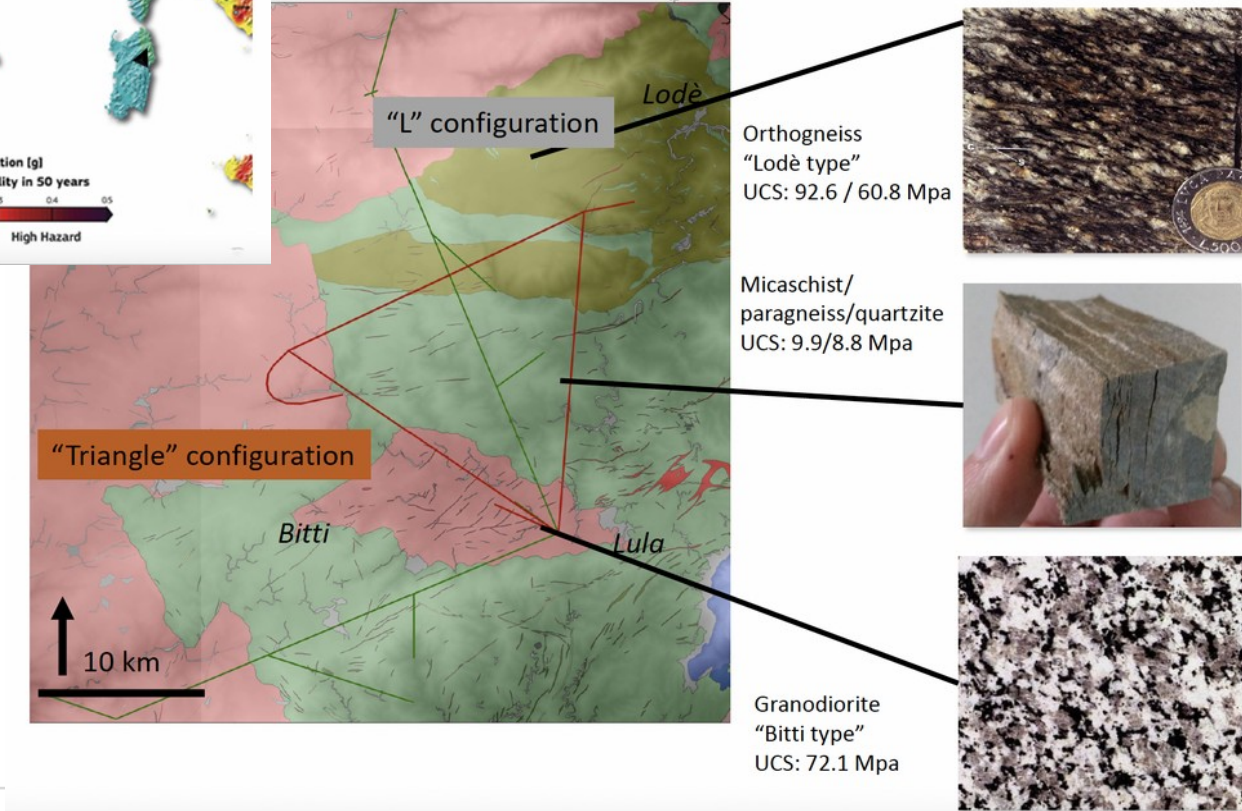 tion [g]
lity in 50 years
04
05
High Hazard
"L" configuration
Lodè
Orthogneiss
“Lodè type”
UCS: 92.6 / 60.8 Mpa
Micaschist/
paragneiss/quartzite
UCS: 9.9/8.8 Mpa
“Triangle” configuration
Bitti
Lula
10 km
Granodiorite
“Bitti type”
UCS: 72.1 Mpa
L.500